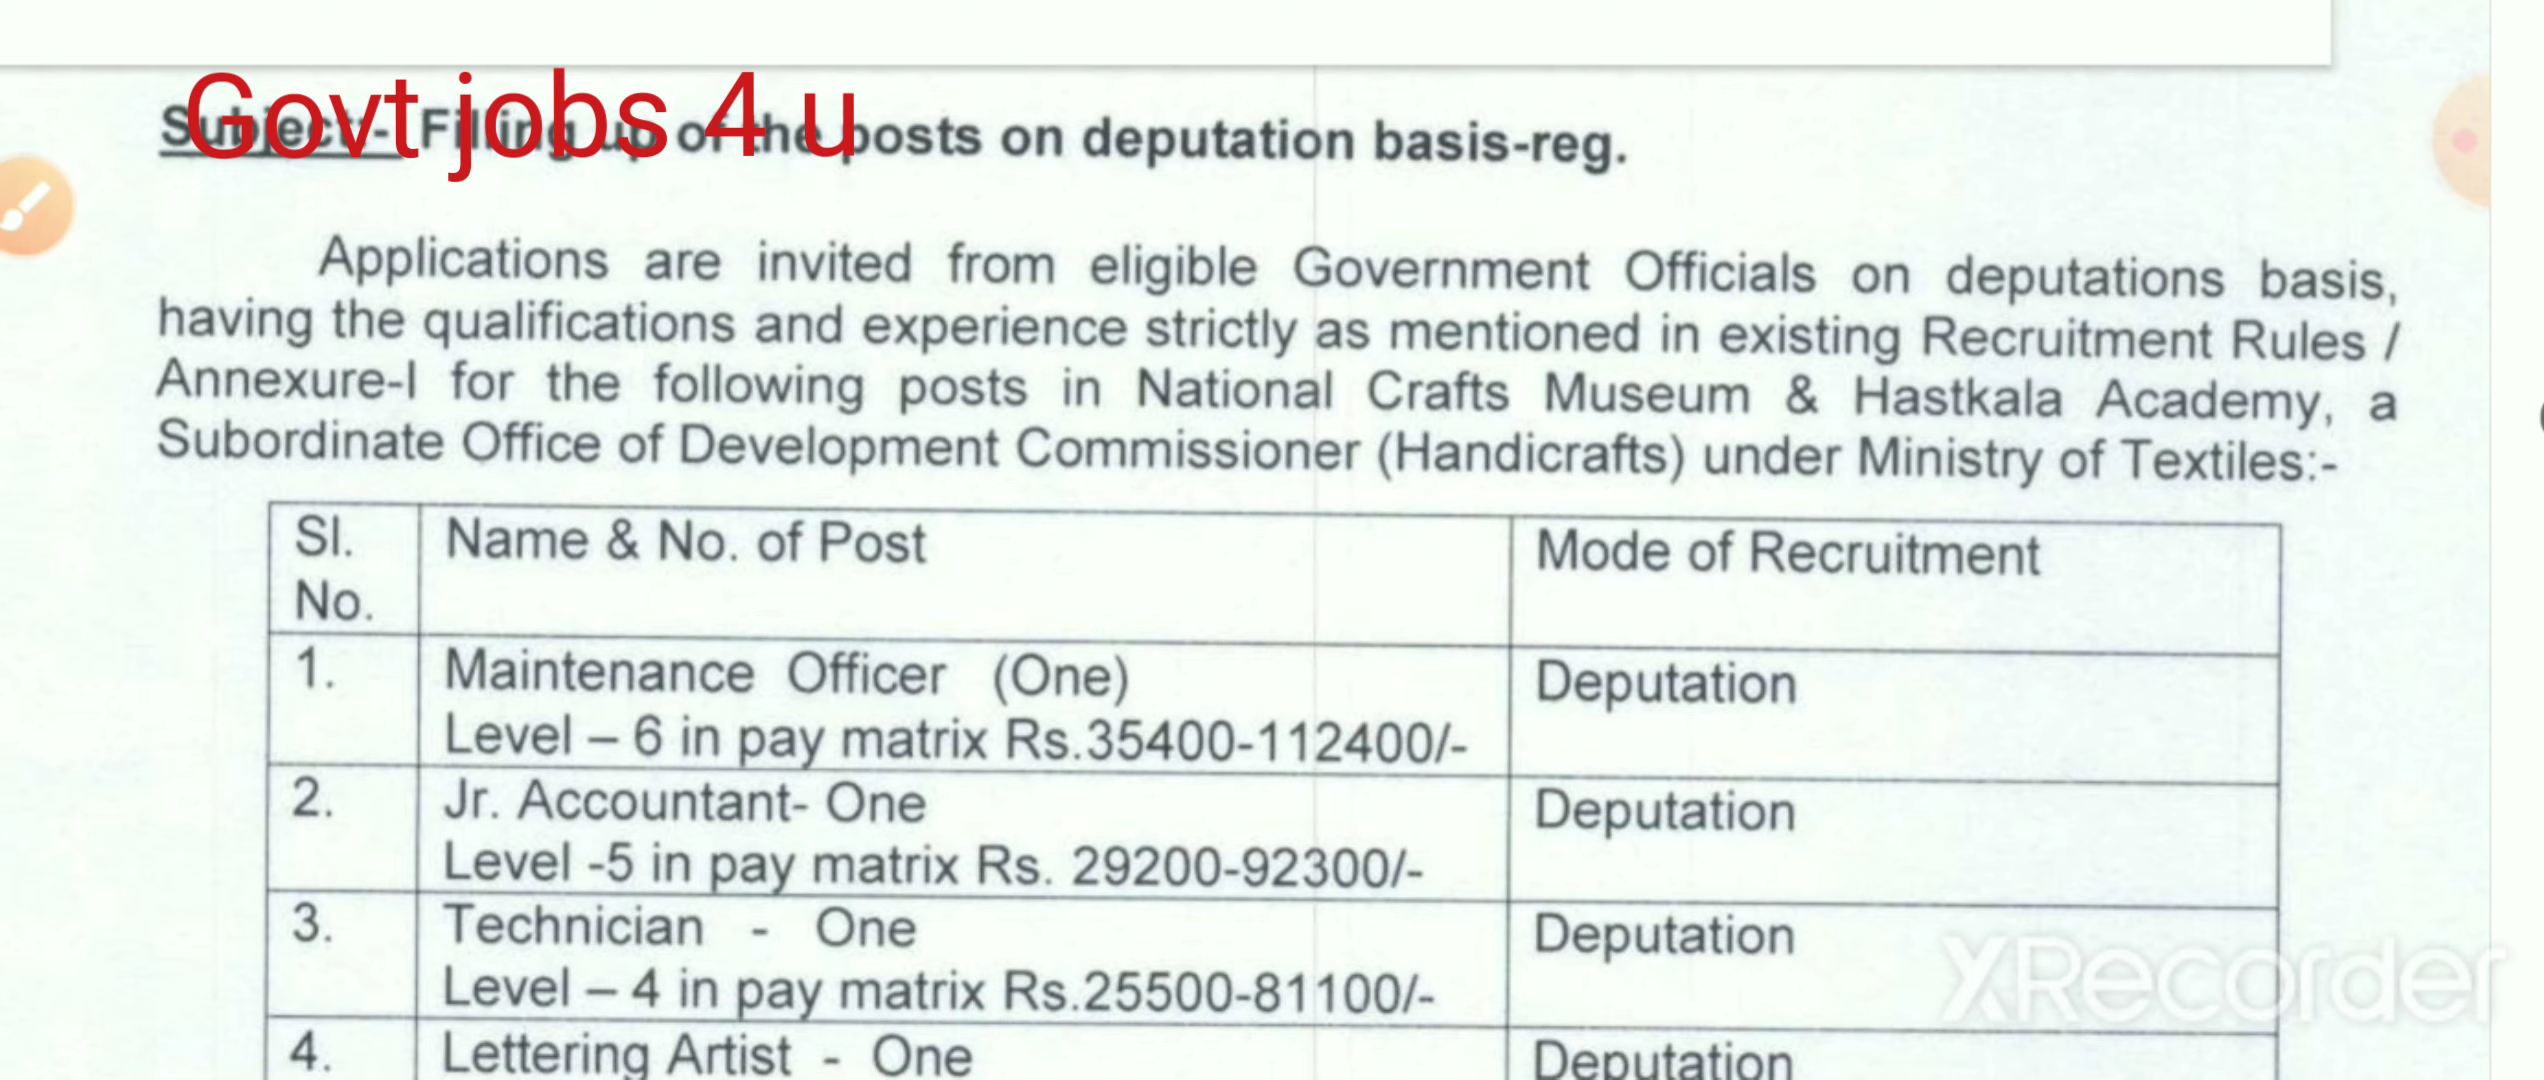 Govt jobs 4 u
Subject:- Filling up of the posts on deputation basis-reg.
Applications are invited from eligible Government Officials on deputations basis,
having the qualifications and experience strictly as mentioned in existing Recruitment Rules /
Annexure-I for the following posts in National Crafts Museum & Hastkala Academy, a
Subordinate Office of Development Commissioner (Handicrafts) under Ministry of Textiles:-
Sl. Name & No. of Post Mode of Recruitment
No.
1. Maintenance Officer (One) Deputation
Level – 6 in pay matrix Rs.35400-112400/-
2. Jr. Accountant- One Deputation
Level -5 in pay matrix Rs. 29200-92300/-
3. Technician - One Deputation
Level – 4 in pay matrix Rs.25500-81100/-
4. Lettering Artist - One Deputation
XRecorder